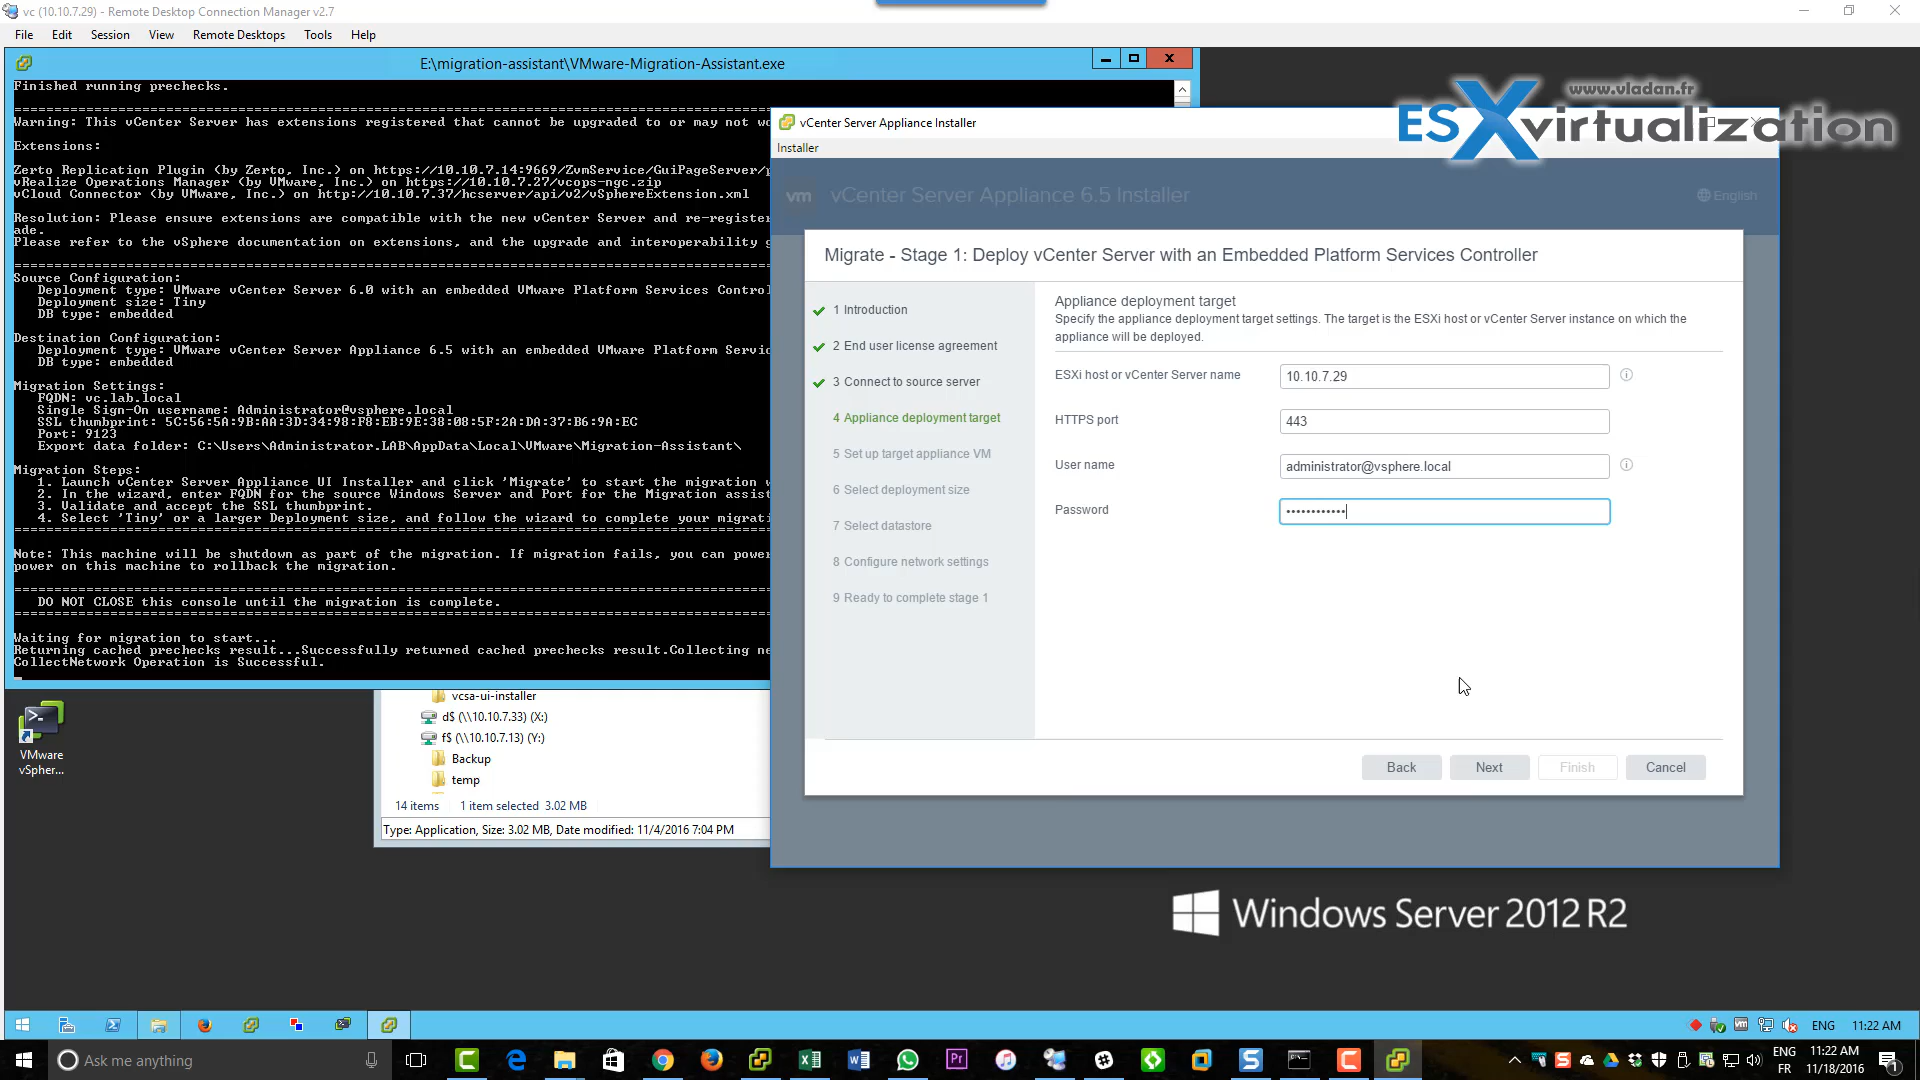 vc (10.10.7.29) - Remote Desktop Connection Manager v2.7
File Edit Session View Remote Desktops Tools Help
E:\migration-assistant\VMware-Migration-Assistant.exe
Finished running prechecks.
Warning: This vCenter Server has extensions registered that cannot be upgraded to or may not wo
Extensions:
Zerto Replication Plugin (by Zerto, Inc.) on https://10.10.7.14:9669/ZvmService/GuiPageServer/p
vRealize Operations Manager (by VMware, Inc.) on https://10.10.7.27/vcops-ngc.zip
vCloud Connector (by VMware, Inc.) on http://10.10.7.37/hcserver/api/v2/vSphereExtension.xml
Resolution: Please ensure extensions are compatible with the new vCenter Server and re-register
ade.
Please refer to the vSphere documentation on extensions, and the upgrade and interoperability g
Source Configuration:
Deployment type: VMware vCenter Server 6.0 with an embedded VMware Platform Services Control
Deployment size: Tiny
DB type: embedded
Destination Configuration:
Deployment type: VMware vCenter Server Appliance 6.5 with an embedded VMware Platform Servic
DB type: embedded
Migration Settings:
FQDN: vc.lab.local
Single Sign-On username: Administrator@vsphere.local
SSL thumbprint: 5C:56:5A:9B:AA:3D:34:98:F8:EB:9E:38:08:5F:2A:DA:37:B6:9A:EC
Port: 9123
Export data folder: C:\Users\Administrator.LAB\AppData\Local\VMware\Migration-Assistant\
Migration Steps:
1. Launch vCenter Server Appliance UI Installer and click 'Migrate' to start the migration w
2. In the wizard, enter FQDN for the source Windows Server and Port for the Migration assist
3. Validate and accept the SSL thumbprint.
4. Select 'Tiny' or a larger Deployment size, and follow the wizard to complete your migrati
Note: This machine will be shutdown as part of the migration. If migration fails, you can power
power on this machine to rollback the migration.
DO NOT CLOSE this console until the migration is complete.
Waiting for migration to start...
Returning cached prechecks result...Successfully returned cached prechecks result.Collecting ne
CollectNetwork Operation is Successful.
VMware
vSpher...
vcsa-ui-installer
d$ (\\10.10.7.33) (X:)
f$ (\\10.10.7.13) (Y:)
Backup
temp
14 items 1 item selected 3.02 MB
Type: Application, Size: 3.02 MB, Date modified: 11/4/2016 7:04 PM
www.vladan.fr
ESXvirtualization
vCenter Server Appliance Installer
Installer
vm vCenter Server Appliance 6.5 Installer
English
Migrate - Stage 1: Deploy vCenter Server with an Embedded Platform Services Controller
1 Introduction
2 End user license agreement
3 Connect to source server
4 Appliance deployment target
5 Set up target appliance VM
6 Select deployment size
7 Select datastore
8 Configure network settings
9 Ready to complete stage 1
Appliance deployment target
Specify the appliance deployment target settings. The target is the ESXi host or vCenter Server instance on which the
appliance will be deployed.
ESXi host or vCenter Server name 10.10.7.29
HTTPS port 443
User name administrator@vsphere.local
Password ••••••••••••
Back Next Finish Cancel
Windows Server 2012 R2
ENG 11:22 AM
Ask me anything
ENG 11:22 AM
FR 11/18/2016